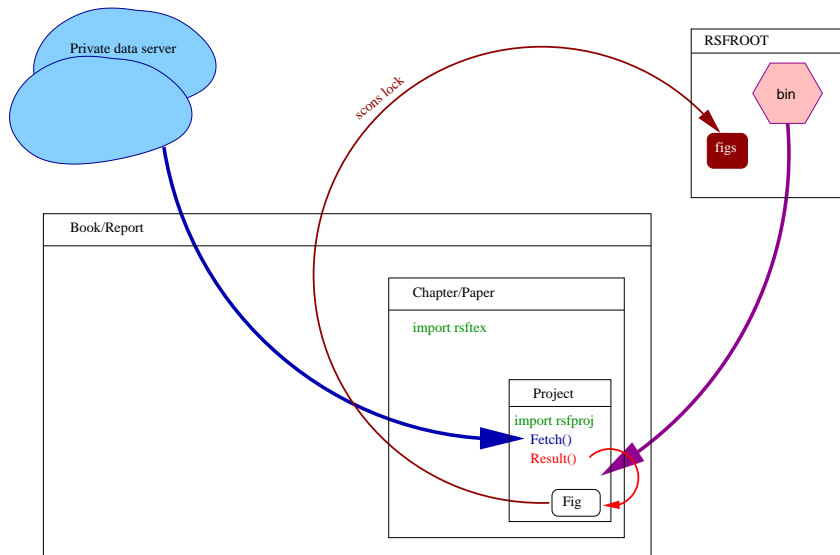 Private data server
scons lock
RSFROOT
bin
figs
Book/Report
Chapter/Paper
import rsftex
Project
import rsfproj
Fetch()
Result()
Fig